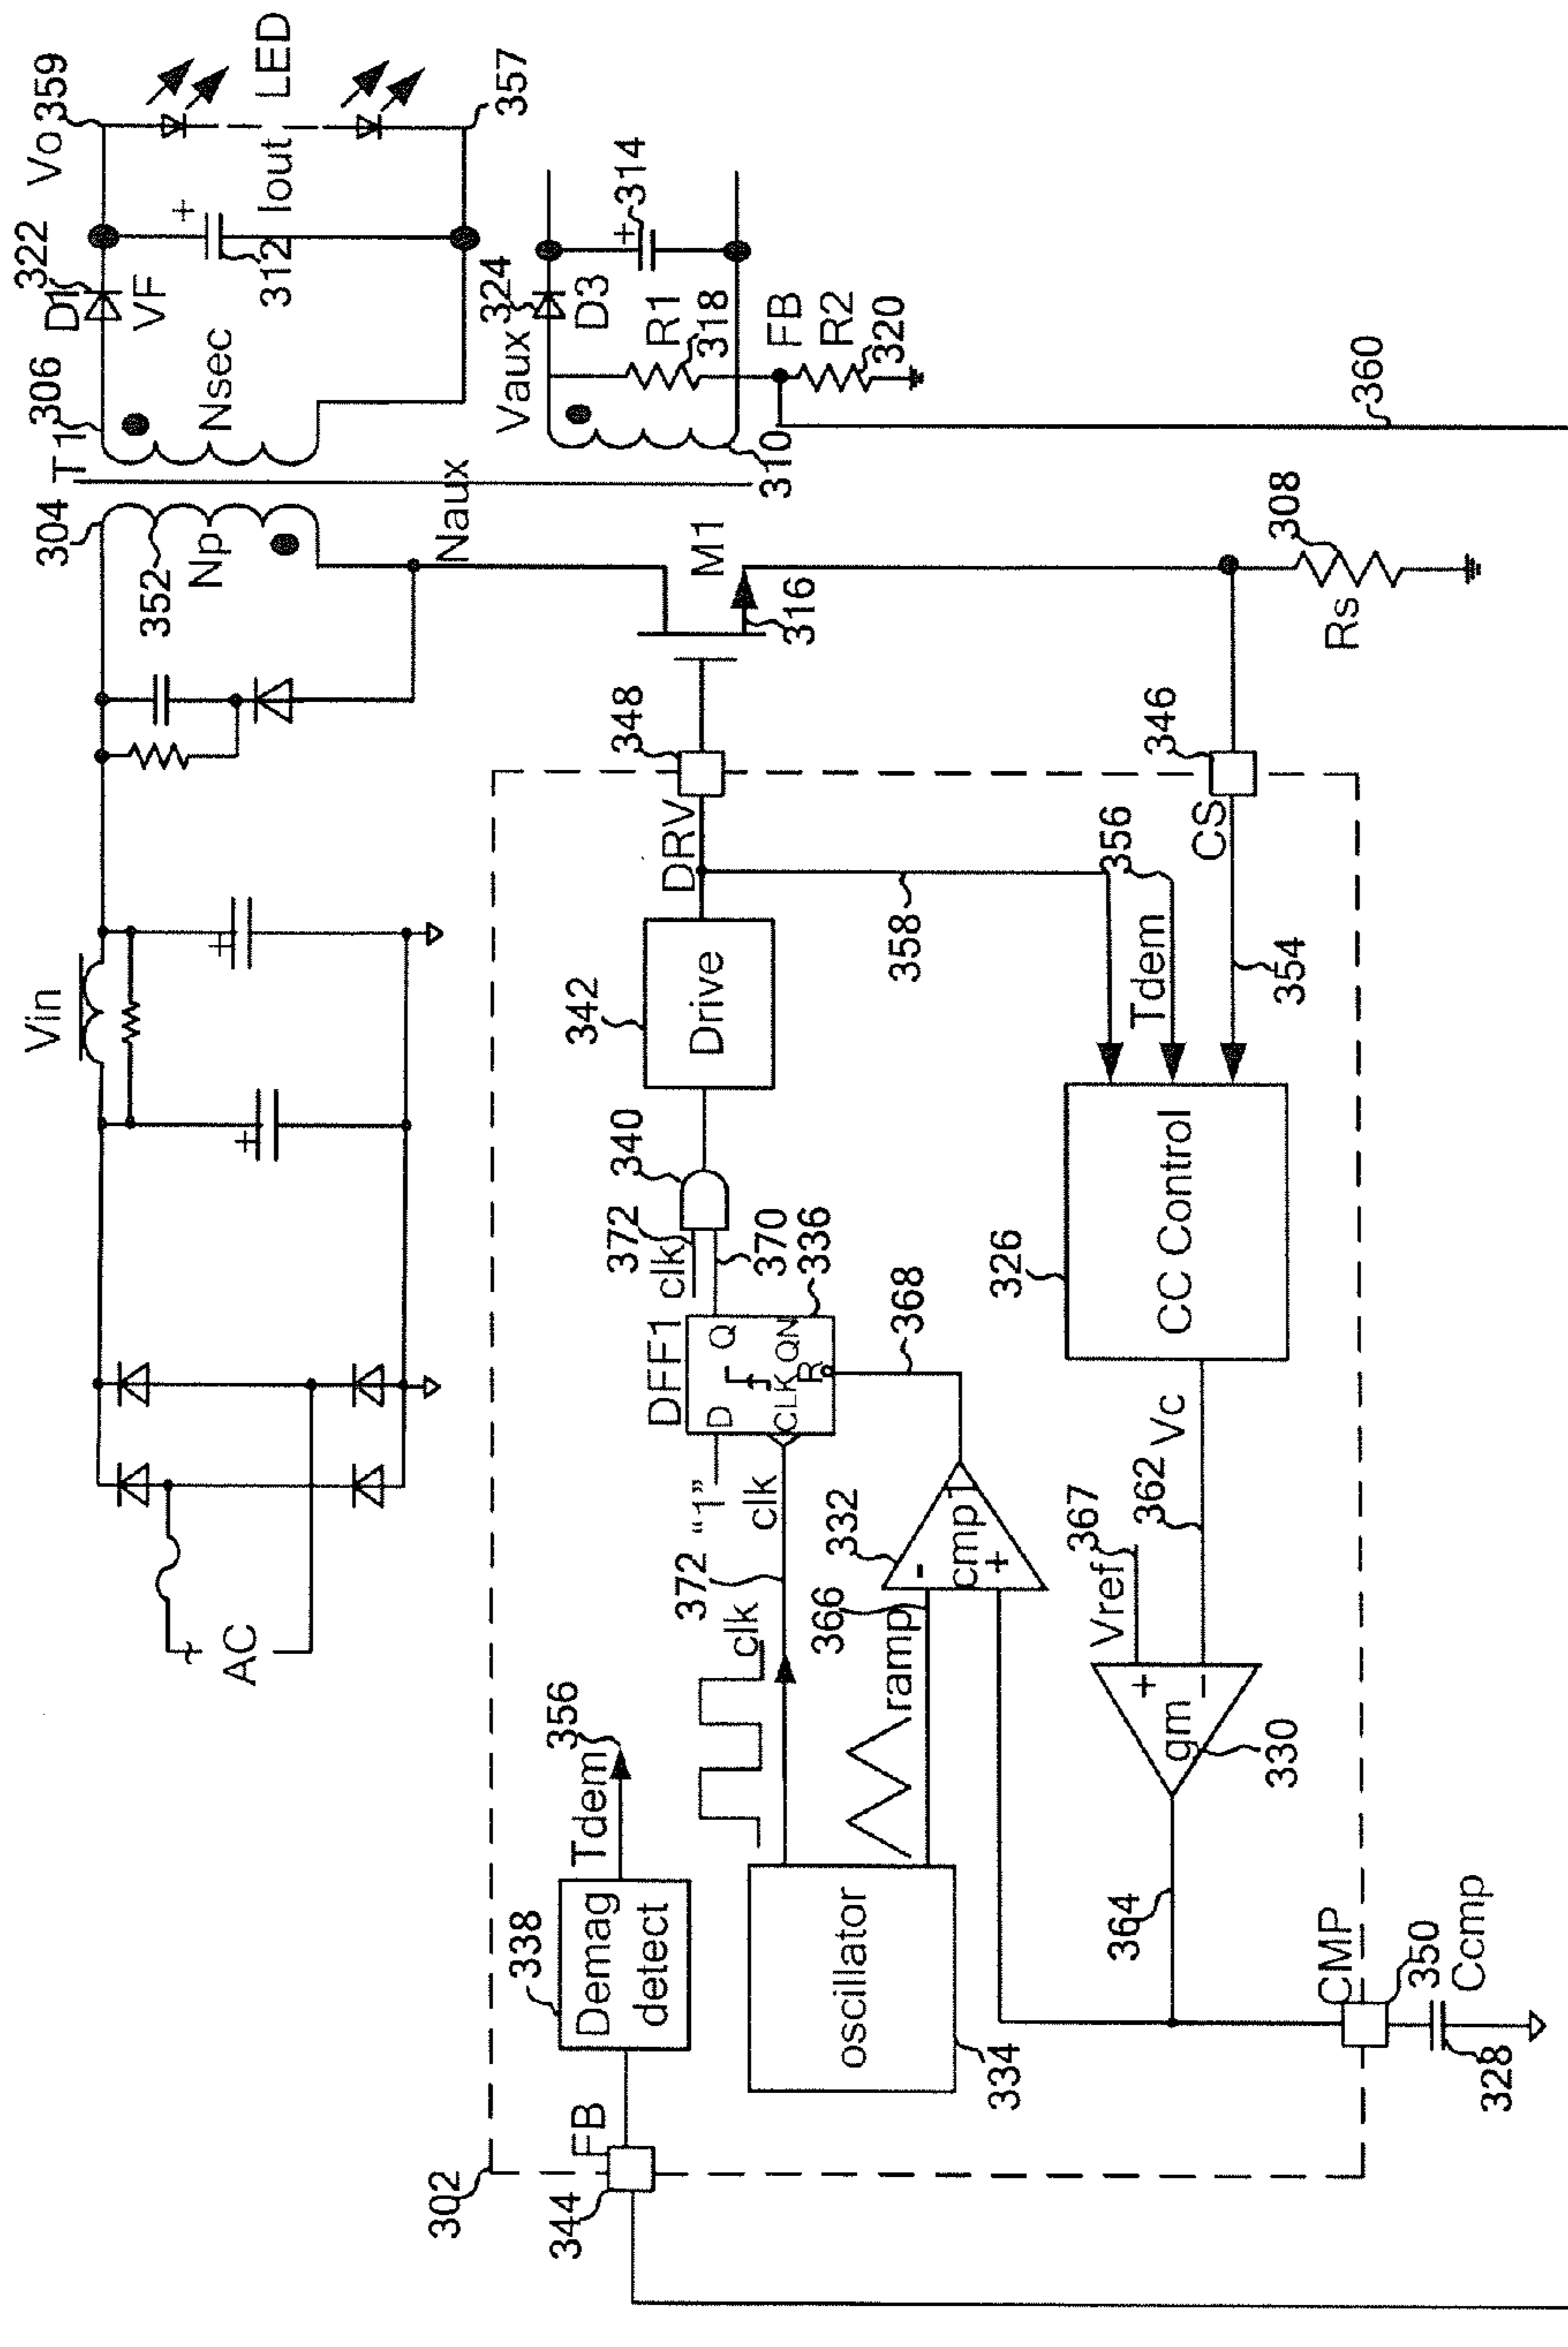 Vin
AC
304
T1
306
D1
322
Vo
359
VF
352
Np
Nsec
312
Iout
LED
357
Naux
Vaux
324
D3
314
R1
318
310
FB
R2
320
M1
316
360
308
Rs
302
344
FB
338
Demag
detect
Tdem
356
clk
372
"1"
clk
DFF1
D
Q
CLK
QN
R
336
370
372
clk
340
342
Drive
DRV
348
oscillator
334
ramp
366
332
cmp1
-
+
368
358
356
Tdem
CS
346
354
326
CC Control
Vc
362
367
Vref
+
-
gm
330
364
CMP
350
Ccmp
328